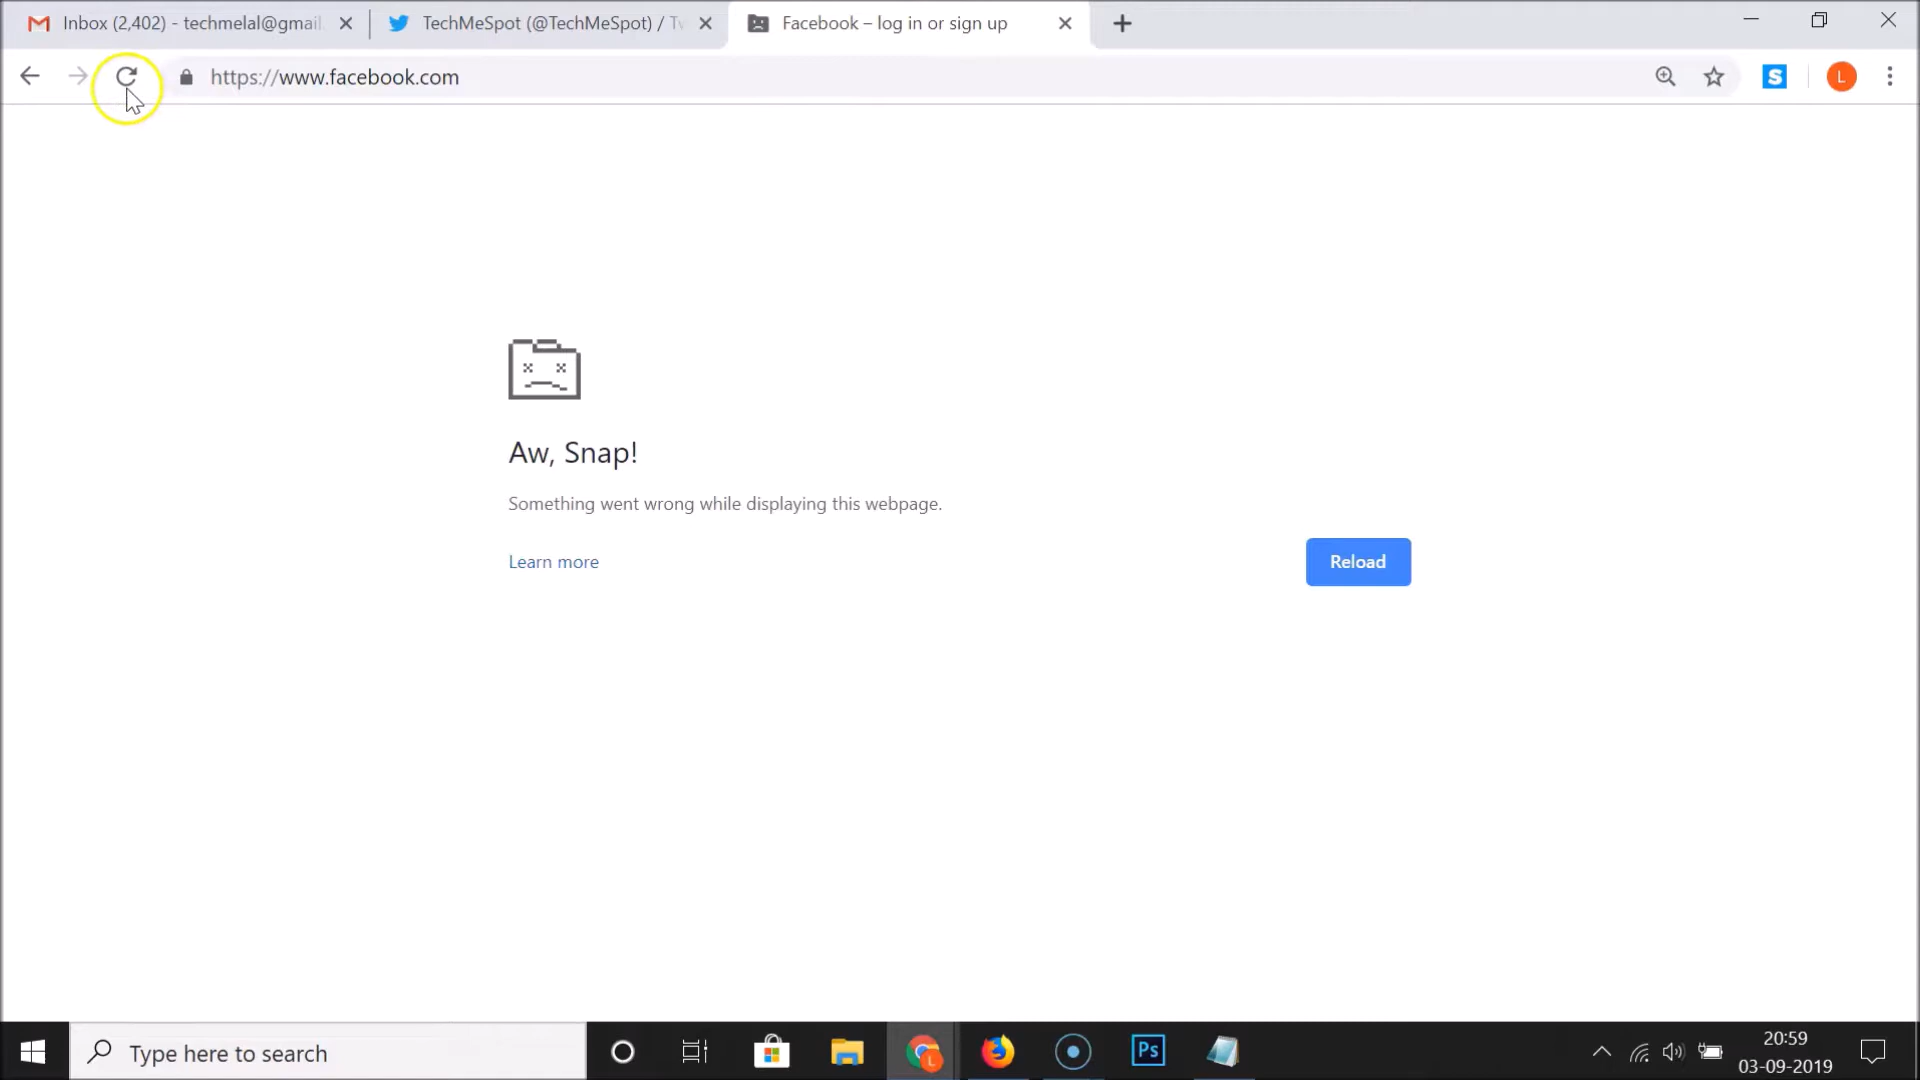 Inbox (2,402) - techmelal@gmail.
TechMeSpot (@TechMeSpot) / Tw
Facebook – log in or sign up
https://www.facebook.com
S
L
Aw, Snap!
Something went wrong while displaying this webpage.
Learn more
Reload
Type here to search
L
Ps
20:59
03-09-2019